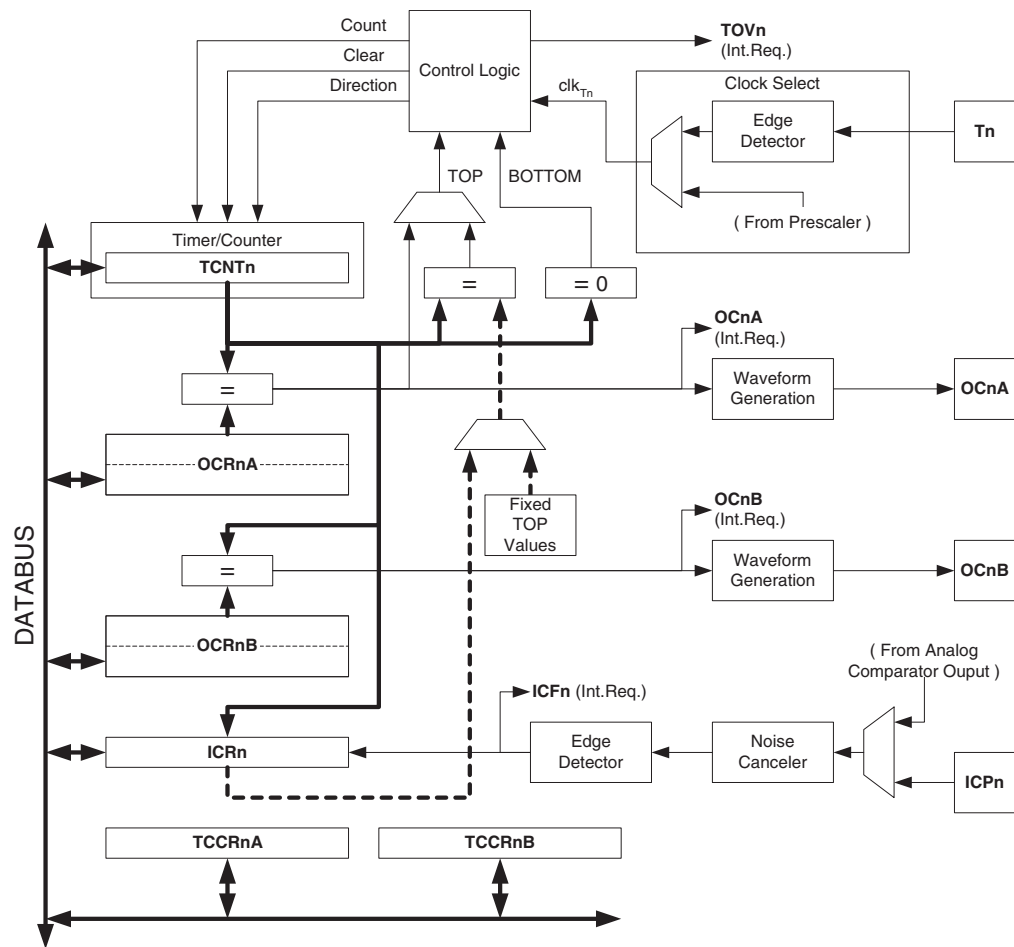 Count
Clear
Direction
Control Logic
TOVn
(Int.Req.)
clkTn
Clock Select
Edge
Detector
Tn
( From Prescaler )
TOP
BOTTOM
Timer/Counter
TCNTn
=
= 0
OCnA
(Int.Req.)
=
Waveform
Generation
OCnA
OCRnA
Fixed
TOP
Values
OCnB
(Int.Req.)
=
Waveform
Generation
OCnB
OCRnB
DATABUS
( From Analog
Comparator Ouput )
ICFn (Int.Req.)
ICRn
Edge
Detector
Noise
Canceler
ICPn
TCCRnA
TCCRnB